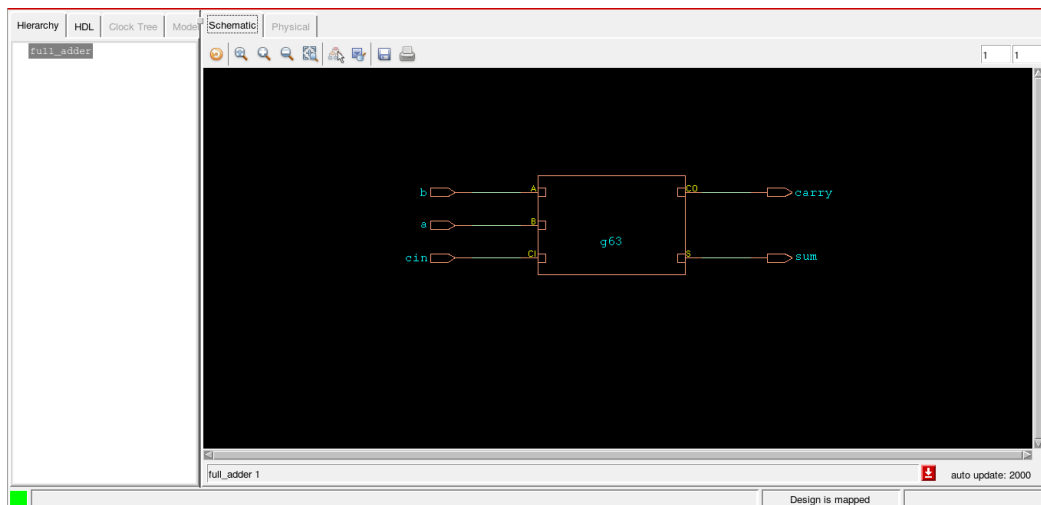 Hierarchy HDL Clock Tree Model Schematic Physical
full_adder
1 1
b A CO carry
a B
g63
cin CI S sum
full_adder 1
auto update: 2000
Design is mapped